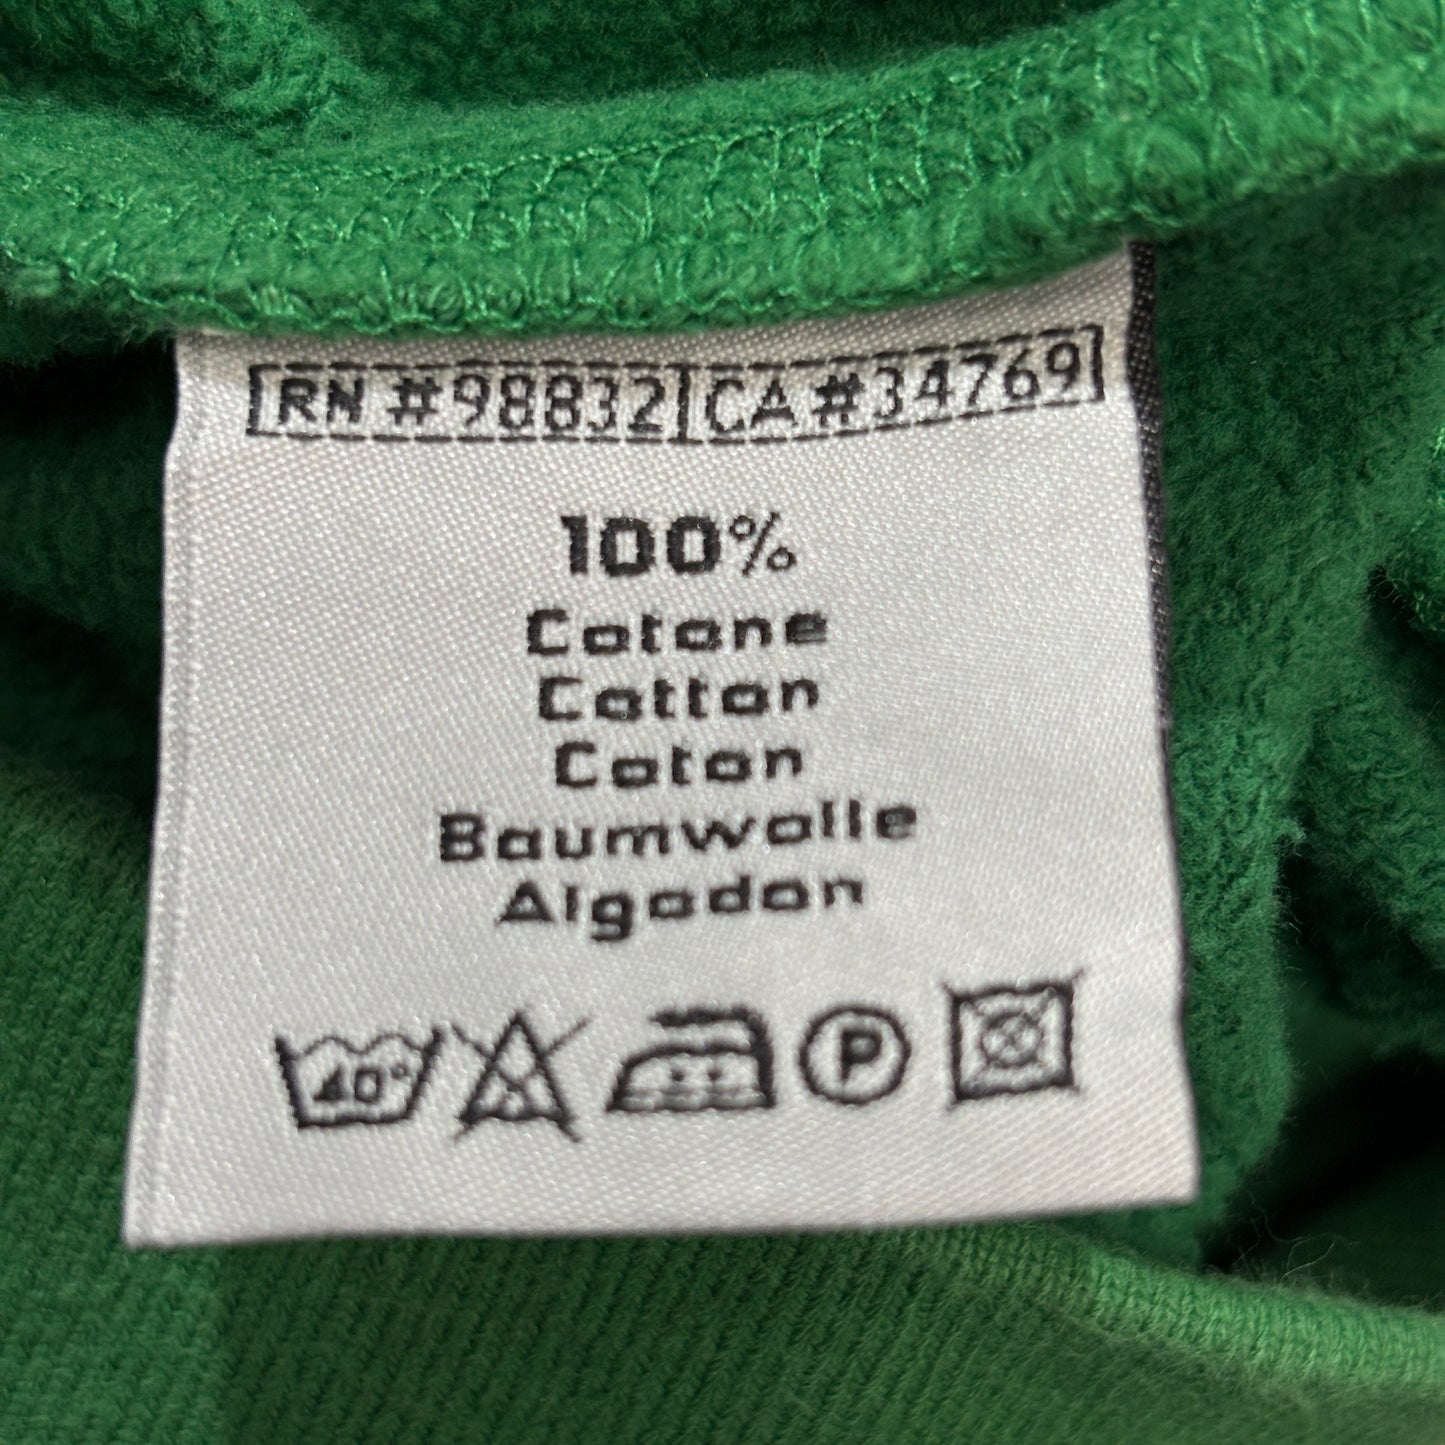 RN #98832 CA #34769
100%
Cotone
Cotton
Coton
Baumwolle
Algodon
40° P